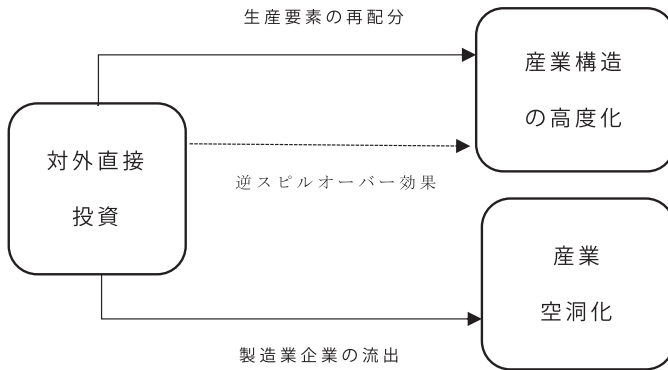 生産要素の再配分
産業構造
の高度化
対外直接
投資
逆スピルオーバー効果
産業
空洞化
製造業企業の流出